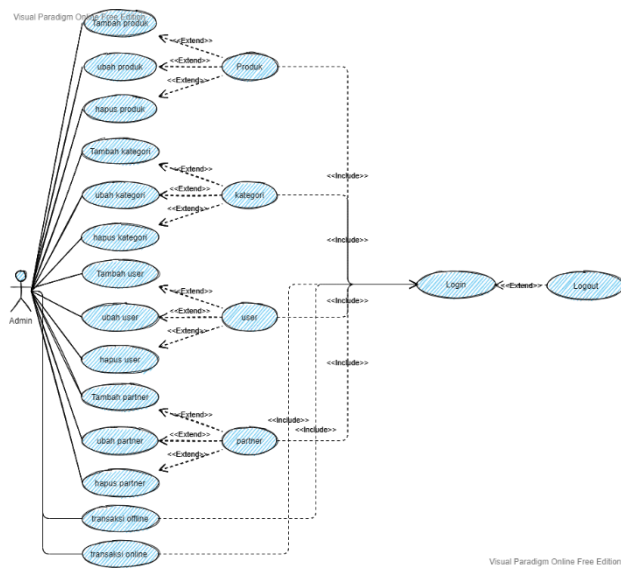 Visual Paradigm Online Free Edition
Tambah produk
<<Extend>>
ubah produk
<<Extend>>
Produk
<<Extend>>
hapus produk
Tambah kategori
<<Extend>>
<<Include>>
ubah kategori
<<Extend>>
kategori
<<Extend>>
hapus kategori
<<Include>>
Tambah user
Admin
<<Extend>>
Login
<<Extend>>
Logout
<<Include>>
ubah user
<<Extend>>
user
<<Extend>>
<<Include>>
hapus user
Tambah partner
<<Extend>>
<<Include>>
<<Include>>
ubah partner
<<Extend>>
partner
<<Extend>>
hapus partner
transaksi offline
transaksi online
Visual Paradigm Online Free Edition